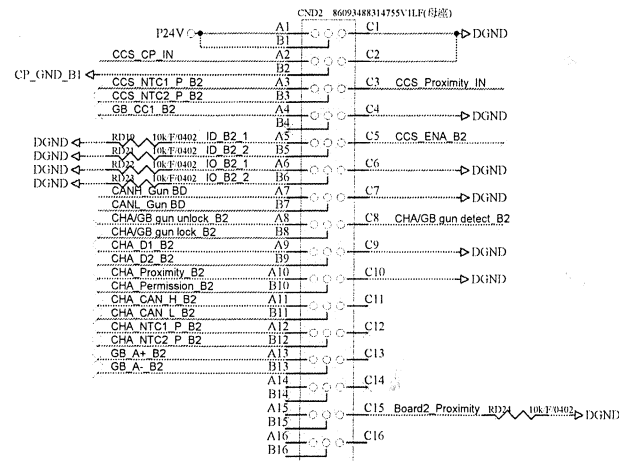 CND2 86093488314755V1LF(母座)
P24V A1 C1 DGND
B1
CCS_CP_IN A2 C2
CP_GND_B1 B2
CCS_NTC1_P_B2 A3 C3 CCS_Proximity_IN
CCS_NTC2_P_B2 B3
GB_CC1_B2 A4 C4 DGND
B4
DGND RD19 10k/F/0402 ID_B2_1 A5 C5 CCS_ENA_B2
DGND RD21 10k/F/0402 ID_B2_2 B5
DGND RD22 10k/F/0402 IO_B2_1 A6 C6 DGND
DGND RD23 10k/F/0402 IO_B2_2 B6
CANH_Gun BD A7 C7 DGND
CANL_Gun BD B7
CHA/GB gun unlock_B2 A8 C8 CHA/GB gun detect_B2
CHA/GB gun lock_B2 B8
CHA_D1_B2 A9 C9 DGND
CHA_D2_B2 B9
CHA_Proximity_B2 A10 C10 DGND
CHA_Permission_B2 B10
CHA_CAN_H_B2 A11 C11
CHA_CAN_L_B2 B11
CHA_NTC1_P_B2 A12 C12
CHA_NTC2_P_B2 B12
GB_A+_B2 A13 C13
GB_A-_B2 B13
A14 C14
B14
A15 C15 Board2_Proximity RD24 10k/F/0402 DGND
B15
A16 C16
B16